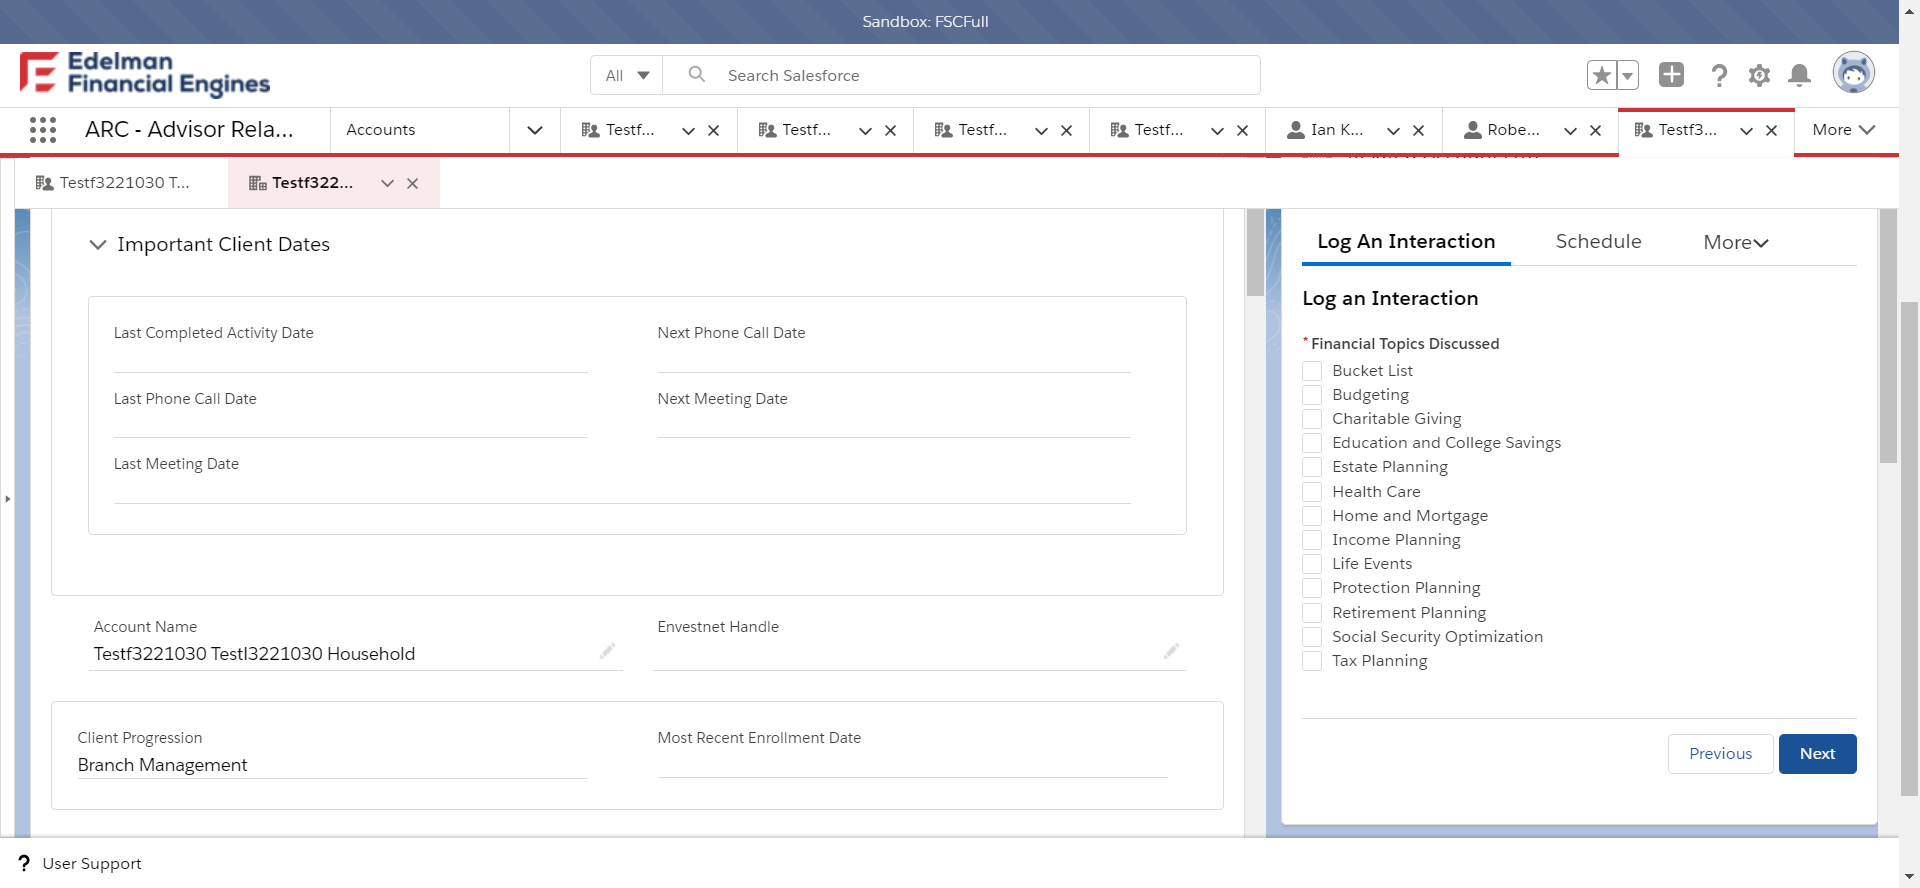 Sandbox: FSCFull
Edelman
Financial Engines
All
Search Salesforce
ARC - Advisor Rela...
Accounts
Testf...
Testf...
Testf...
Testf...
Ian K...
Robe...
Testf3...
More
Testf3221030 T...
Testf322...
Important Client Dates
Last Completed Activity Date
Next Phone Call Date
Last Phone Call Date
Next Meeting Date
Last Meeting Date
Account Name
Testf3221030 Testl3221030 Household
Envestnet Handle
Client Progression
Branch Management
Most Recent Enrollment Date
Log An Interaction
Schedule
More
Log an Interaction
* Financial Topics Discussed
Bucket List
Budgeting
Charitable Giving
Education and College Savings
Estate Planning
Health Care
Home and Mortgage
Income Planning
Life Events
Protection Planning
Retirement Planning
Social Security Optimization
Tax Planning
Previous
Next
? User Support